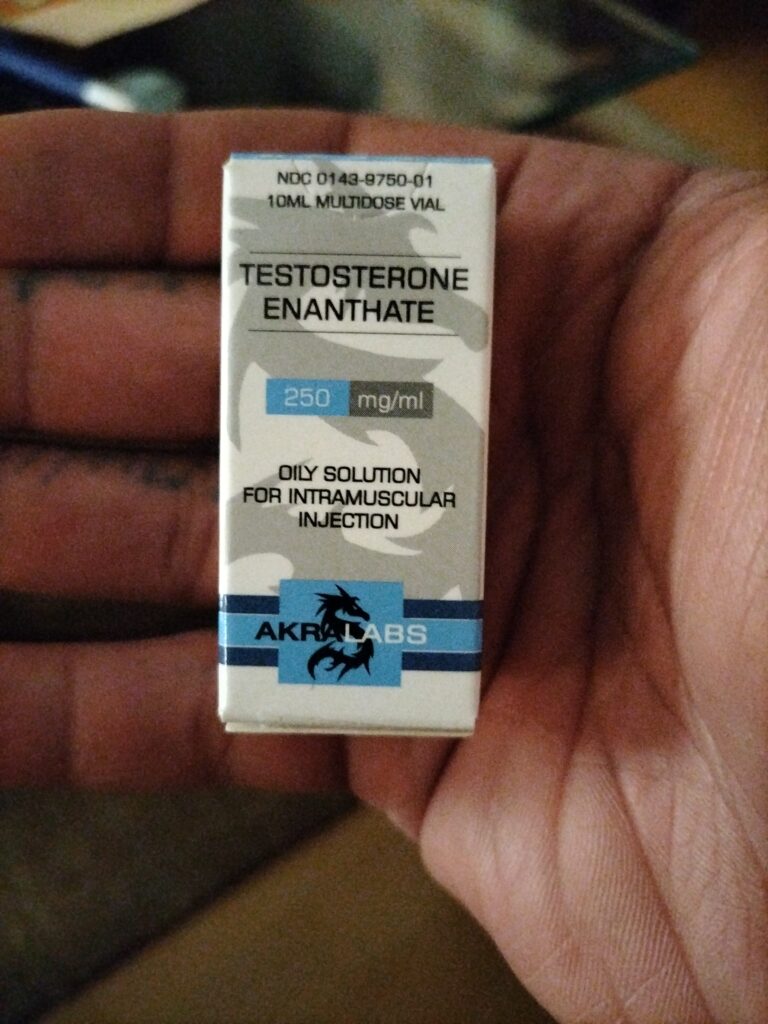 NDC 0143-9750-01
10ML MULTIDOSE VIAL
TESTOSTERONE
ENANTHATE
250 mg/ml
OILY SOLUTION
FOR INTRAMUSCULAR
INJECTION
AKRALABS